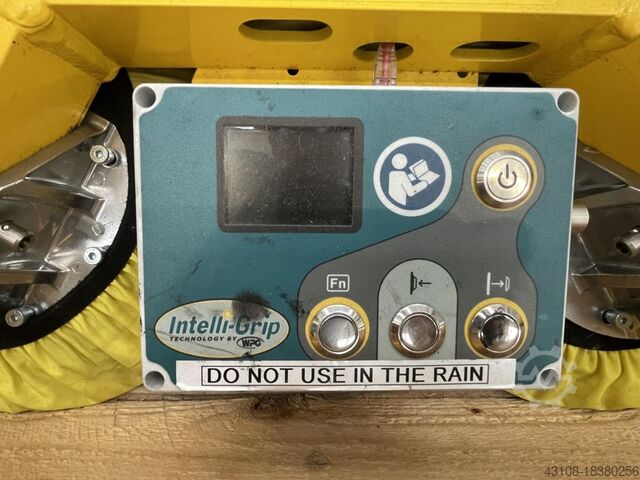 Fn
Intelli-Grip
TECHNOLOGY BY WPG
DO NOT USE IN THE RAIN
43108-18380256